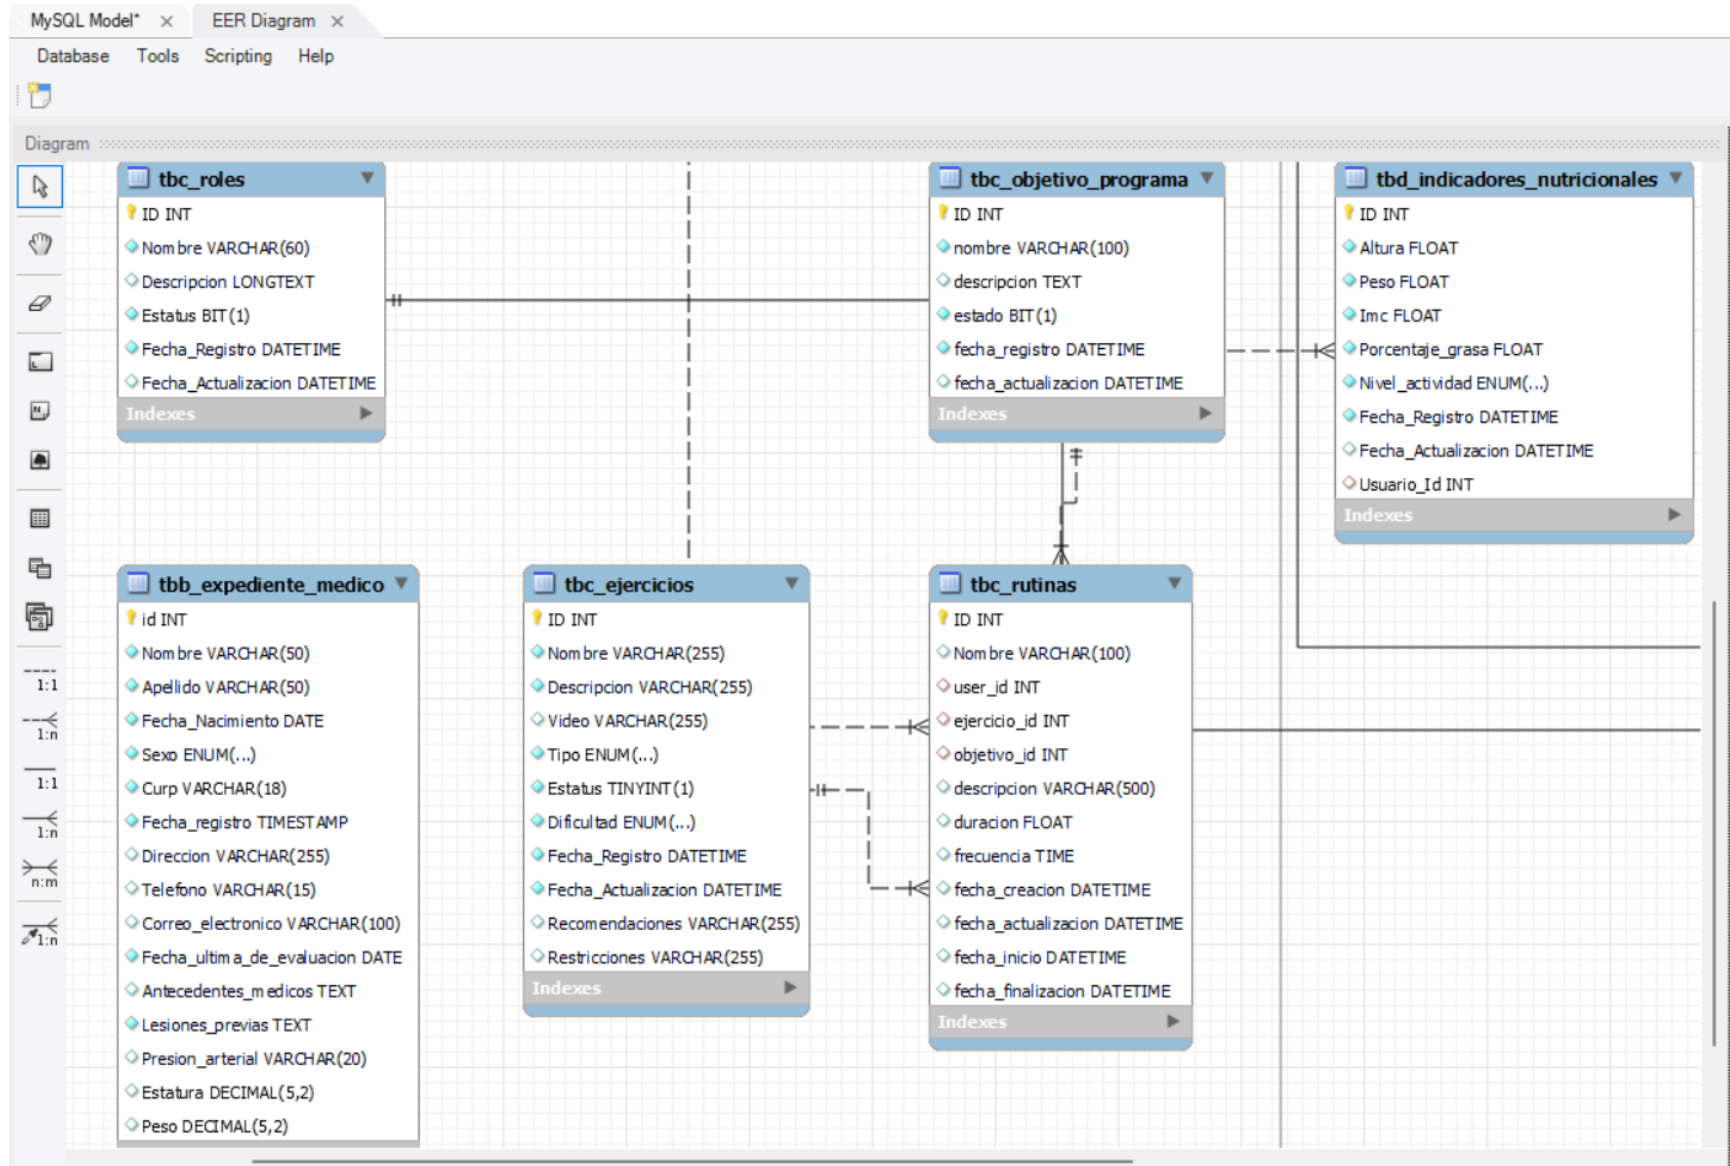 MySQL Model*
EER Diagram
Database Tools Scripting Help
Diagram
tbc_roles
ID INT
Nombre VARCHAR(60)
Descripcion LONGTEXT
Estatus BIT(1)
Fecha_Registro DATETIME
Fecha_Actualizacion DATETIME
Indexes
tbc_objetivo_programa
ID INT
nombre VARCHAR(100)
descripcion TEXT
estado BIT(1)
fecha_registro DATETIME
fecha_actualizacion DATETIME
Indexes
tbd_indicadores_nutricionales
ID INT
Altura FLOAT
Peso FLOAT
Imc FLOAT
Porcentaje_grasa FLOAT
Nivel_actividad ENUM(...)
Fecha_Registro DATETIME
Fecha_Actualizacion DATETIME
Usuario_Id INT
Indexes
tbb_expediente_medico
id INT
Nombre VARCHAR(50)
Apellido VARCHAR(50)
Fecha_Nacimiento DATE
Sexo ENUM(...)
Curp VARCHAR(18)
Fecha_registro TIMESTAMP
Direccion VARCHAR(255)
Telefono VARCHAR(15)
Correo_electronico VARCHAR(100)
Fecha_ultima_de_evaluacion DATE
Antecedentes_medicos TEXT
Lesiones_previas TEXT
Presion_arterial VARCHAR(20)
Estatura DECIMAL(5,2)
Peso DECIMAL(5,2)
tbc_ejercicios
ID INT
Nombre VARCHAR(255)
Descripcion VARCHAR(255)
Video VARCHAR(255)
Tipo ENUM(...)
Estatus TINYINT(1)
Dificultad ENUM(...)
Fecha_Registro DATETIME
Fecha_Actualizacion DATETIME
Recomendaciones VARCHAR(255)
Restricciones VARCHAR(255)
Indexes
tbc_rutinas
ID INT
Nombre VARCHAR(100)
user_id INT
ejercicio_id INT
objetivo_id INT
descripcion VARCHAR(500)
duracion FLOAT
frecuencia TIME
fecha_creacion DATETIME
fecha_actualizacion DATETIME
fecha_inicio DATETIME
fecha_finalizacion DATETIME
Indexes
1:1
1:n
1:1
1:n
n:m
1:n